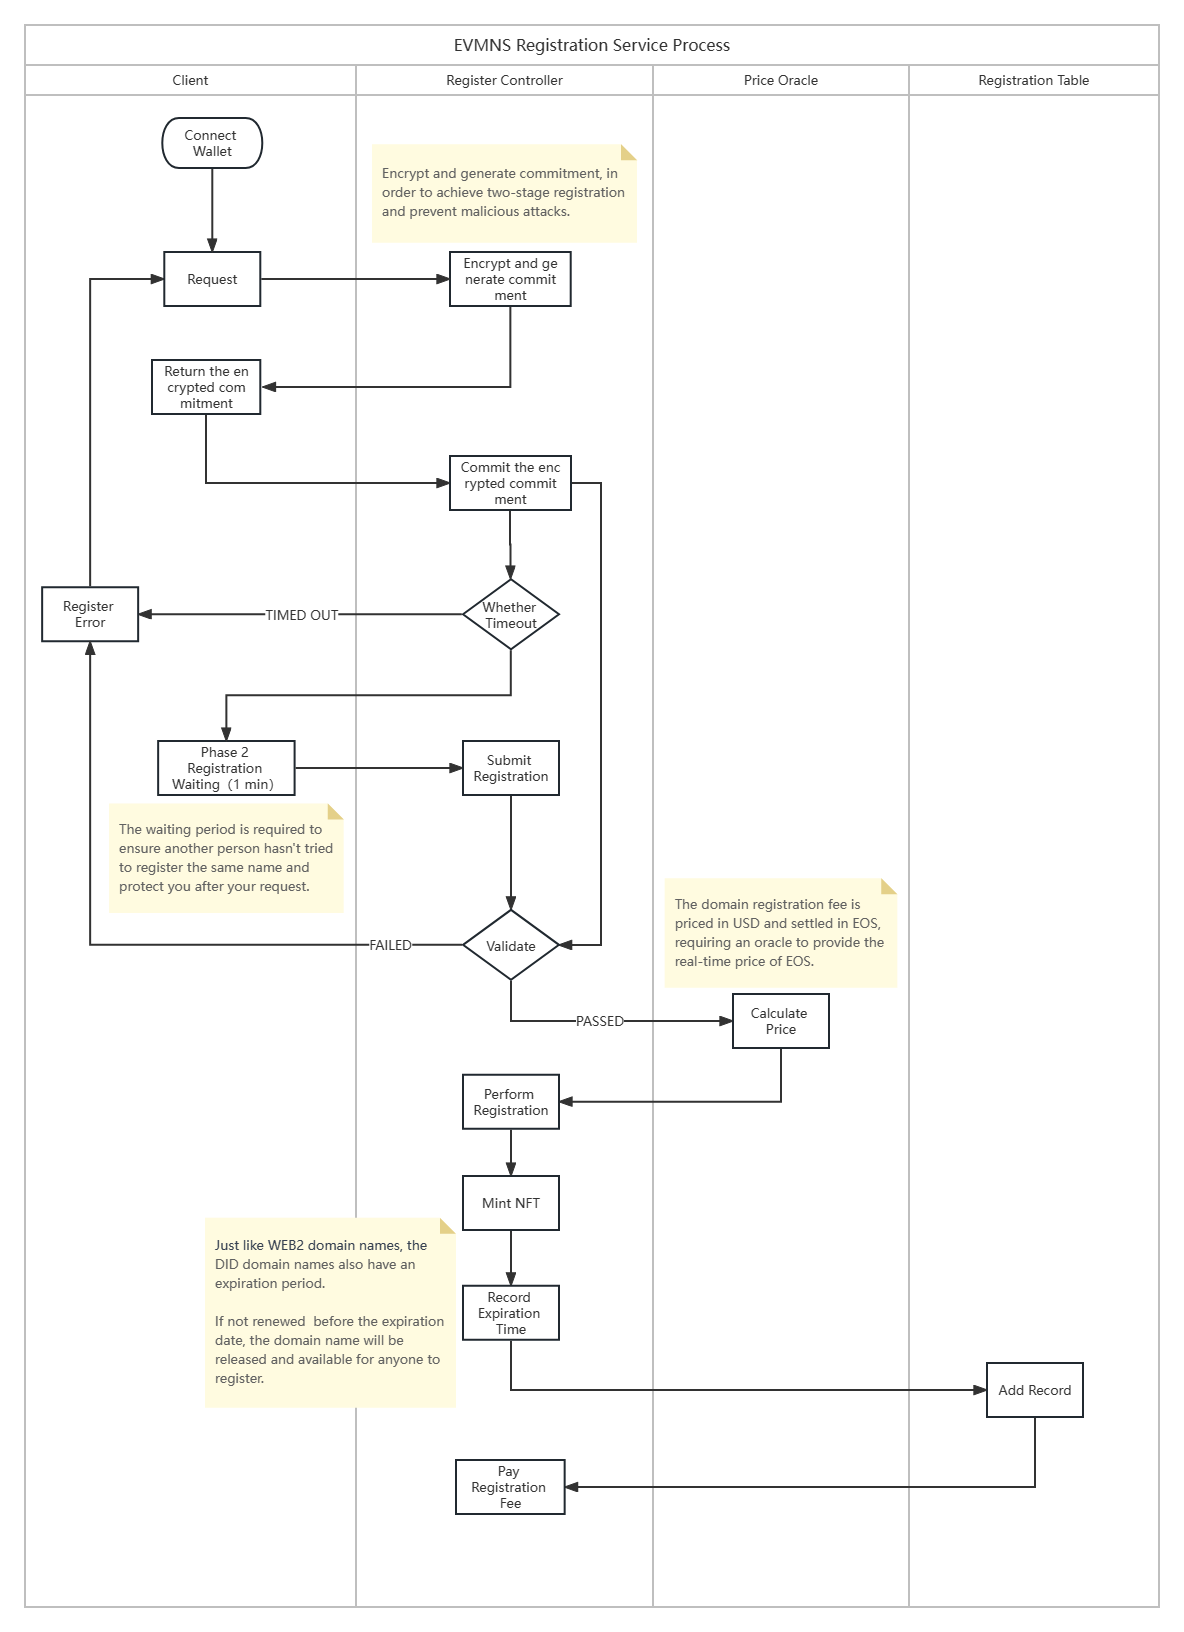 EVMNS Registration Service Process
Client
Register Controller
Price Oracle
Registration Table
Connect
Wallet
Encrypt and generate commitment, in
order to achieve two-stage registration
and prevent malicious attacks.
Request
Encrypt and ge
nerate commit
ment
Return the en
crypted com
mitment
Commit the enc
rypted commit
ment
Register
Error
TIMED OUT
Whether
Timeout
Phase 2
Registration
Waiting（1 min）
Submit
Registration
The waiting period is required to
ensure another person hasn't tried
to register the same name and
protect you after your request.
FAILED
Validate
The domain registration fee is
priced in USD and settled in EOS,
requiring an oracle to provide the
real-time price of EOS.
PASSED
Calculate
Price
Perform
Registration
Mint NFT
Just like WEB2 domain names, the
DID domain names also have an
expiration period.
If not renewed  before the expiration
date, the domain name will be
released and available for anyone to
register.
Record
Expiration
Time
Add Record
Pay
Registration
Fee